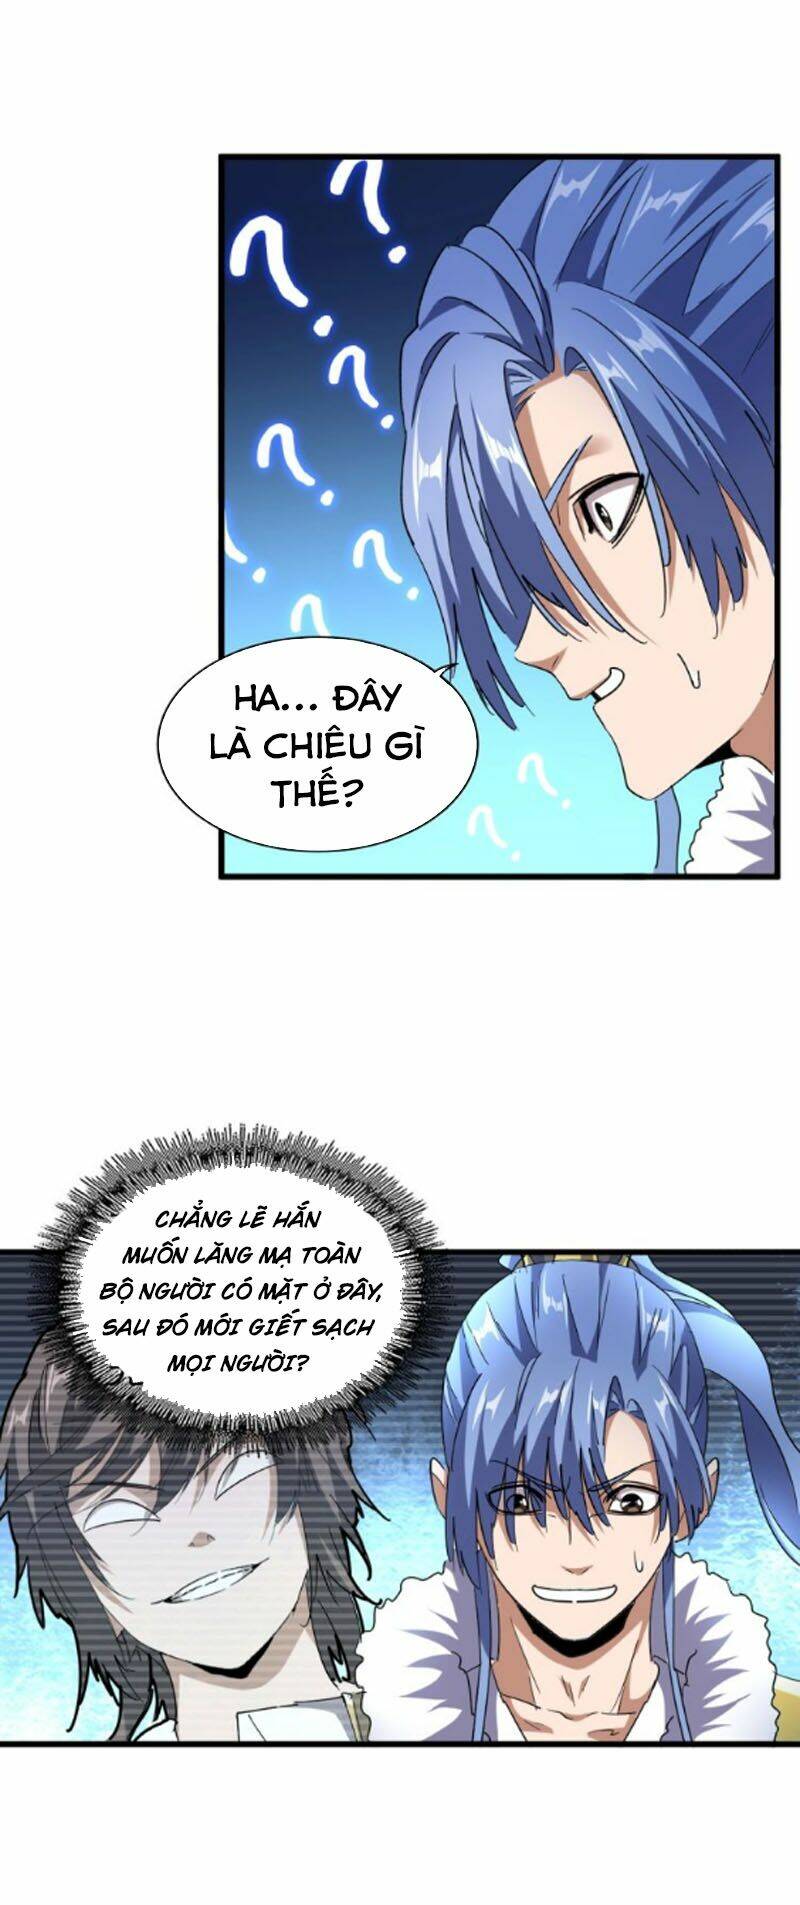 HA... ĐÂY
LÀ CHIÊU GÌ
THẾ?
CHẲNG LẼ HẮN
MUỐN LĂNG MẠ TOÀN
BỘ NGƯỜI CÓ MẶT Ở ĐÂY,
SAU ĐÓ MỚI GIẾT SẠCH
MỌI NGƯỜI?